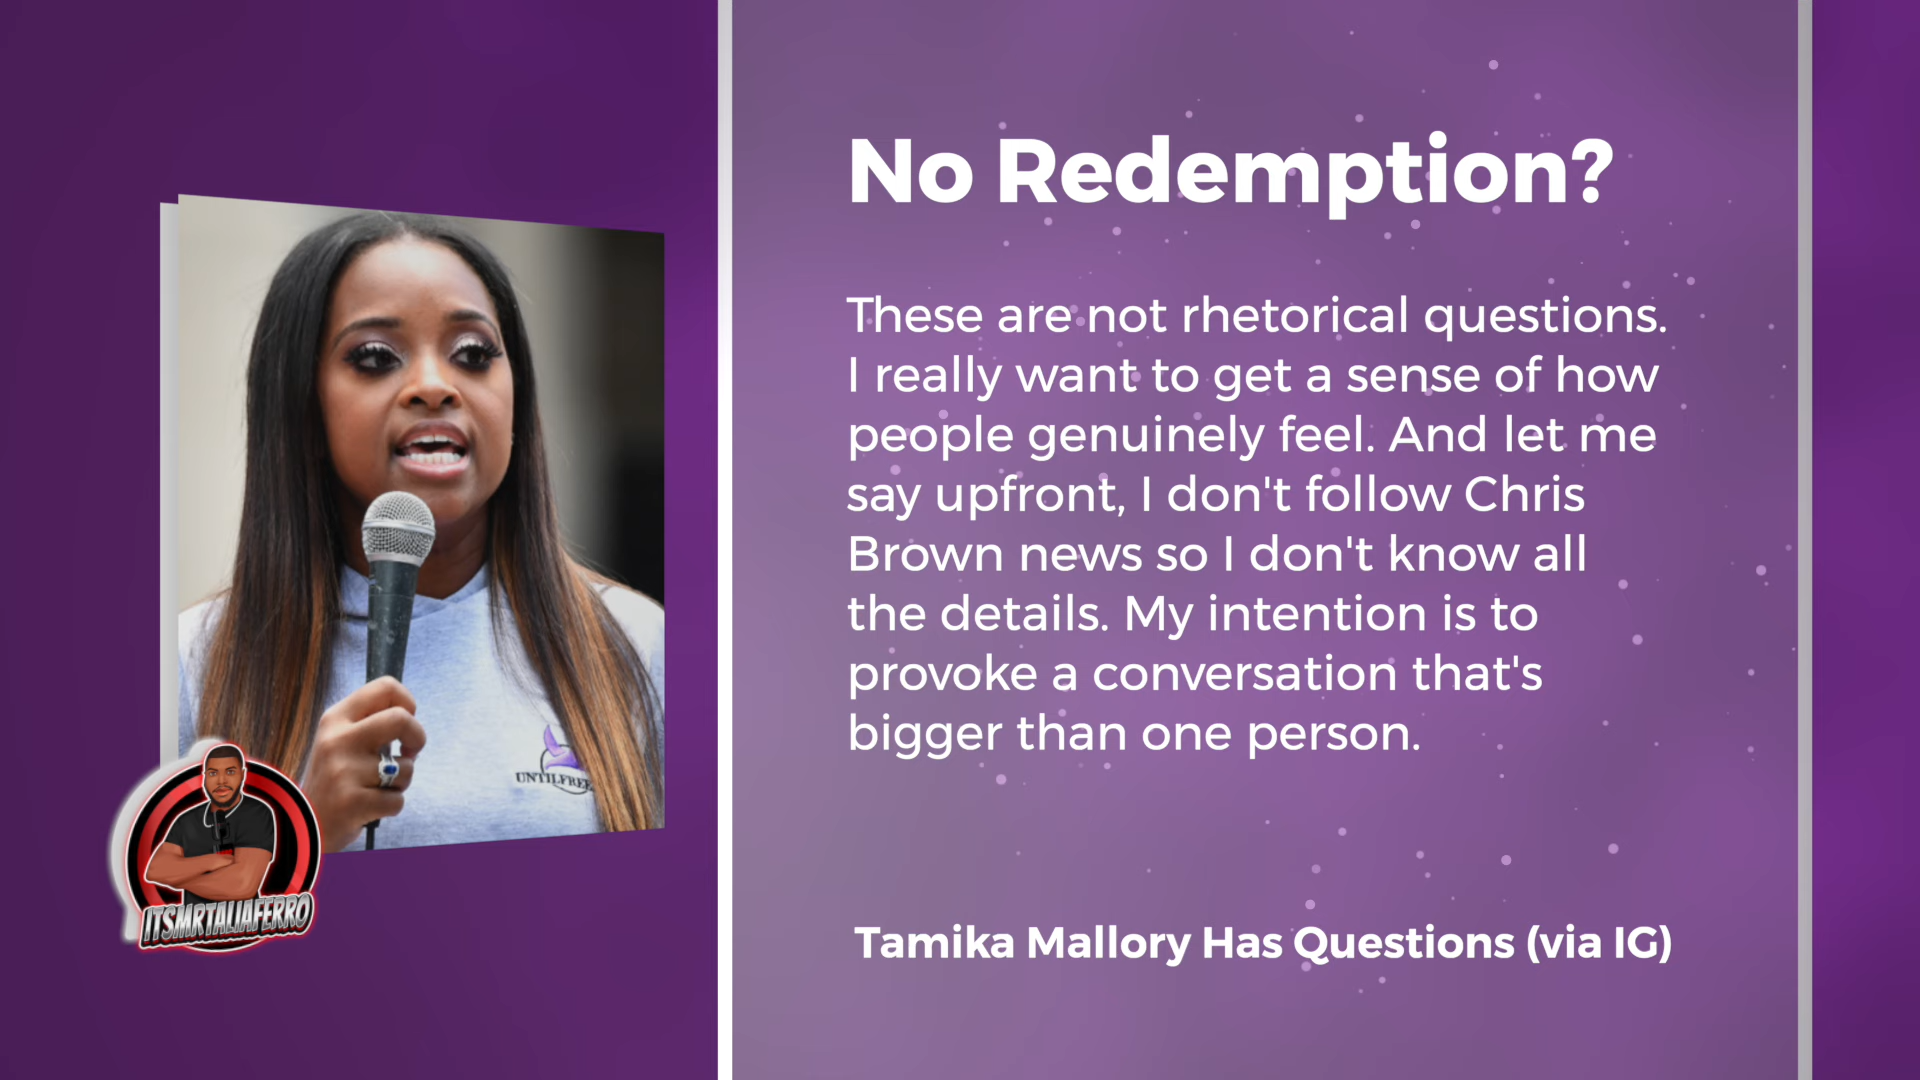 No Redemption?
These are not rhetorical questions.
I really want to get a sense of how
people genuinely feel. And let me
say upfront, I don't follow Chris
Brown news so I don't know all
the details. My intention is to
provoke a conversation that's
bigger than one person.
Tamika Mallory Has Questions (via IG)
UNTILFREE
ITSMRTALIAFERRO